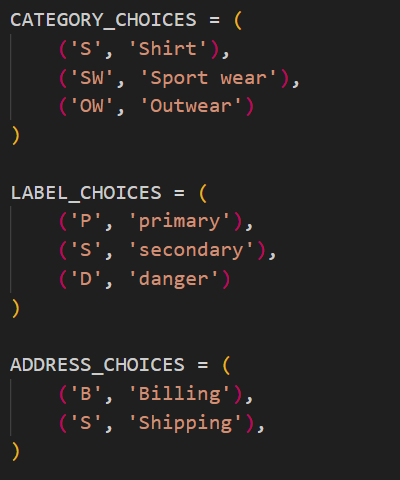 CATEGORY_CHOICES = (
    ('S', 'Shirt'),
    ('SW', 'Sport wear'),
    ('OW', 'Outwear')
)

LABEL_CHOICES = (
    ('P', 'primary'),
    ('S', 'secondary'),
    ('D', 'danger')
)

ADDRESS_CHOICES = (
    ('B', 'Billing'),
    ('S', 'Shipping'),
)